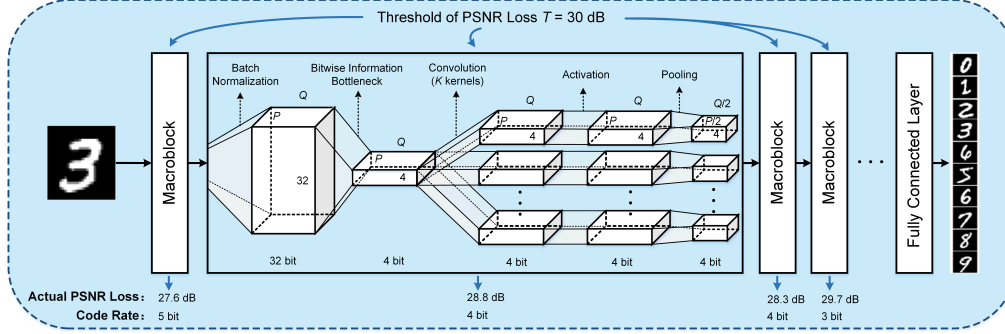 Threshold of PSNR Loss T = 30 dB
Batch
Normalization
Bitwise Information
Bottleneck
Convolution
(K kernels)
Activation
Pooling
Q
Q
Q
Q
Q/2
P
P
P
P
P/2
32
4
4
4
4
3
Macroblock
Macroblock
Macroblock
. . .
Fully Connected Layer
0
1
2
3
4
5
6
7
8
9
32 bit
4 bit
4 bit
4 bit
4 bit
Actual PSNR Loss:
27.6 dB
28.8 dB
28.3 dB
29.7 dB
Code Rate:
5 bit
4 bit
4 bit
3 bit